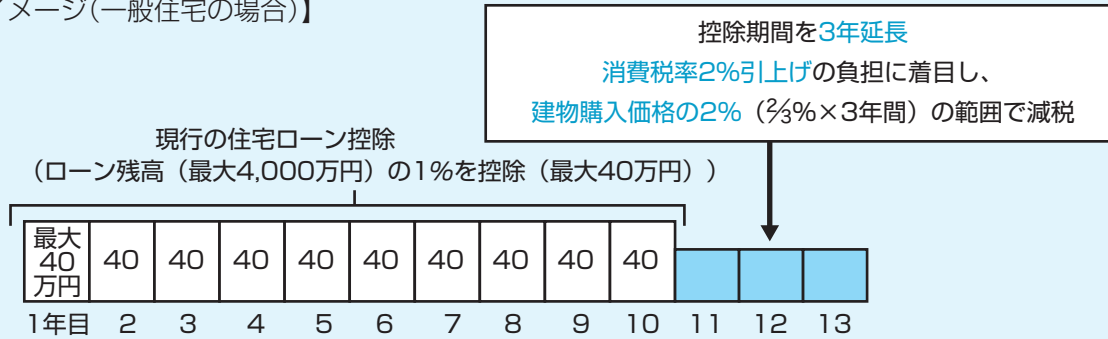 メージ(一般住宅の場合)】
控除期間を3年延長
消費税率2%引上げの負担に着目し、
建物購入価格の2%（⅔%×3年間）の範囲で減税
現行の住宅ローン控除
（ローン残高（最大4,000万円）の1%を控除（最大40万円））
最大
40
万円
40 40 40 40 40 40 40 40 40
1年目 2 3 4 5 6 7 8 9 10 11 12 13